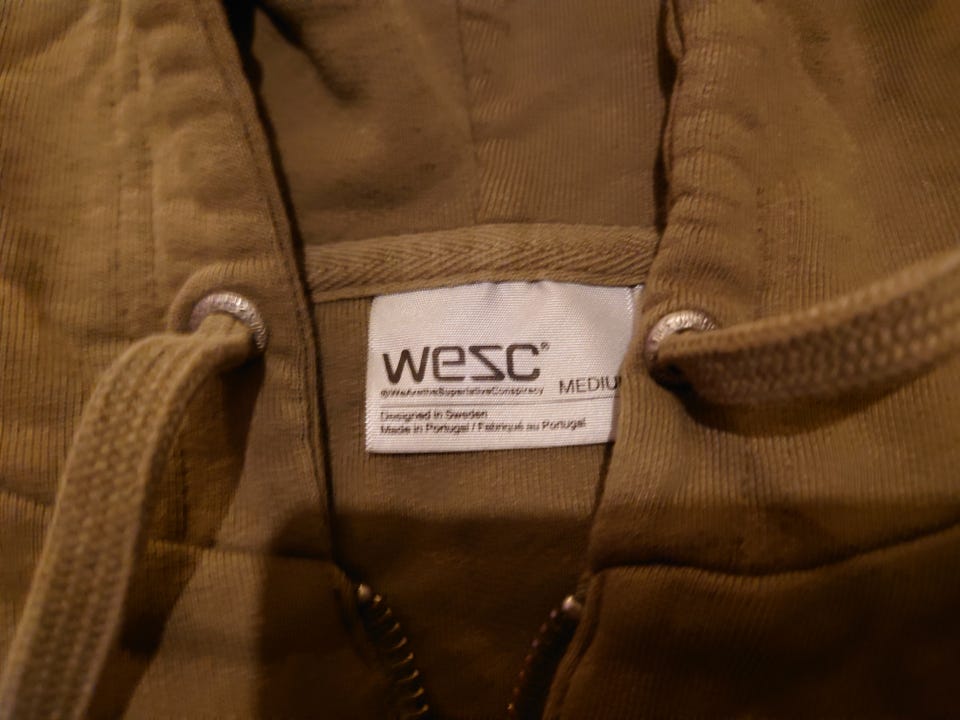 wesc®
@WeAretheSuperlativeConspiracy
MEDIU
Designed in Sweden
Made in Portugal / Fabriqué au Portugal